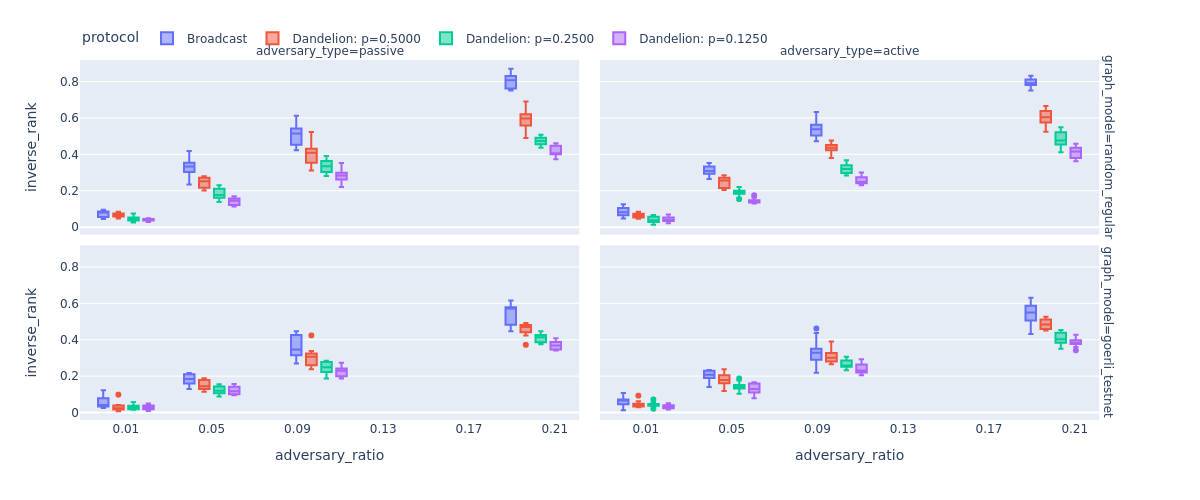 protocol Broadcast Dandelion: p=0.5000 Dandelion: p=0.2500 Dandelion: p=0.1250
adversary_type=passive adversary_type=active
inverse_rank
0.8
0.6
0.4
0.2
0
graph_model=random_regular
inverse_rank
0.8
0.6
0.4
0.2
0
graph_model=goerli_testnet
0.01 0.05 0.09 0.13 0.17 0.21 0.01 0.05 0.09 0.13 0.17 0.21
adversary_ratio adversary_ratio